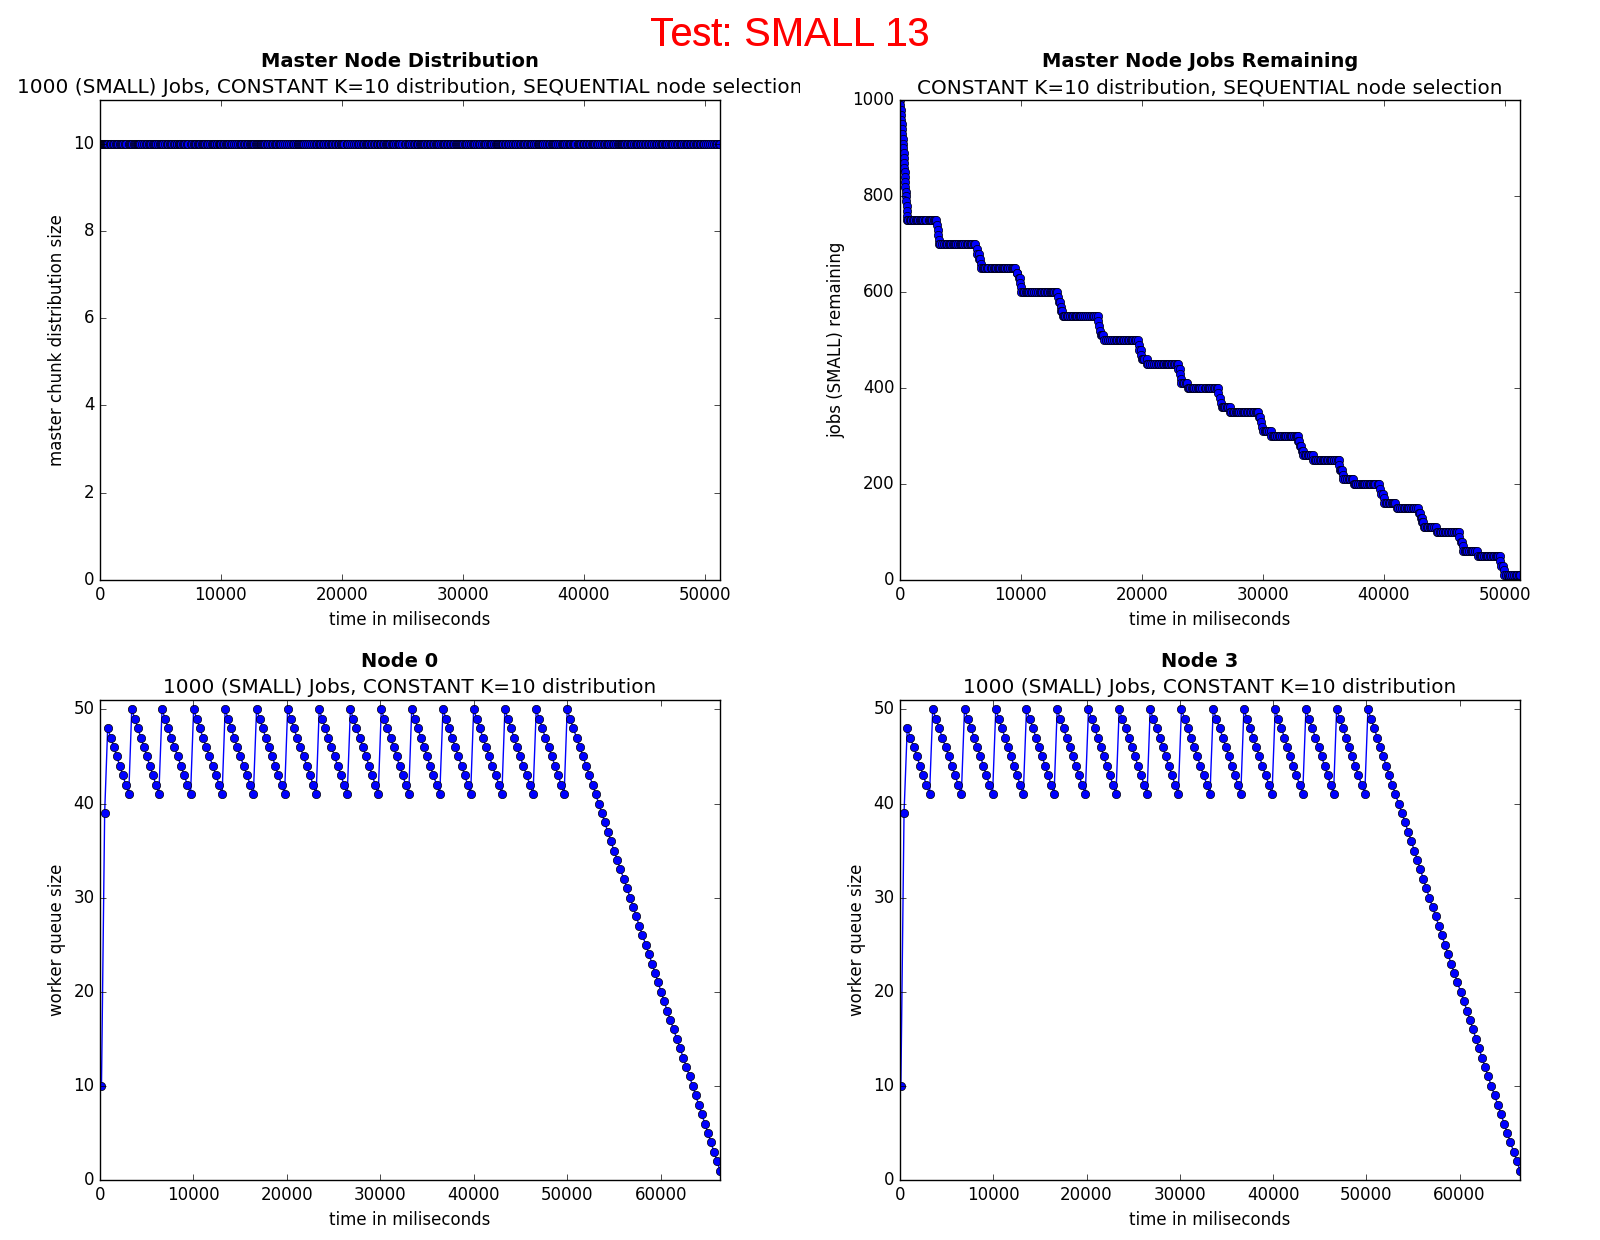 Test: SMALL 13
Master Node Distribution
1000 (SMALL) Jobs, CONSTANT K=10 distribution, SEQUENTIAL node selection
10
8
6
4
2
0
master chunk distribution size
0 10000 20000 30000 40000 50000
time in miliseconds
Master Node Jobs Remaining
CONSTANT K=10 distribution, SEQUENTIAL node selection
1000
800
600
400
200
0
jobs (SMALL) remaining
0 10000 20000 30000 40000 50000
time in miliseconds
Node 0
1000 (SMALL) Jobs, CONSTANT K=10 distribution
50
40
30
20
10
0
worker queue size
0 10000 20000 30000 40000 50000 60000
time in miliseconds
Node 3
1000 (SMALL) Jobs, CONSTANT K=10 distribution
50
40
30
20
10
0
worker queue size
0 10000 20000 30000 40000 50000 60000
time in miliseconds